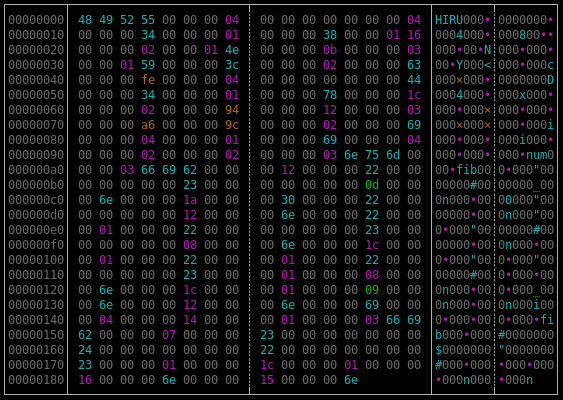 00000000 48 49 52 55 00 00 00 04 00 00 00 00 00 00 00 04 HIRU000• 0000000•
00000010 00 00 00 34 00 00 00 01 00 00 00 38 00 00 01 16 0004000• 000800••
00000020 00 00 00 02 00 00 01 4e 00 00 00 0b 00 00 00 03 000•00•N 000•000•
00000030 00 00 01 59 00 00 00 3c 00 00 00 02 00 00 00 63 00•Y000< 000•000c
00000040 00 00 00 fe 00 00 00 04 00 00 00 00 00 00 00 44 000×000• 0000000D
00000050 00 00 00 34 00 00 00 01 00 00 00 78 00 00 00 1c 0004000• 000x000•
00000060 00 00 00 02 00 00 00 94 00 00 00 12 00 00 00 03 000•000× 000•000•
00000070 00 00 00 a6 00 00 00 9c 00 00 00 02 00 00 00 69 000×000× 000•000i
00000080 00 00 00 04 00 00 00 01 00 00 00 69 00 00 00 04 000•000• 000i000•
00000090 00 00 00 02 00 00 00 02 00 00 00 03 6e 75 6d 00 000•000• 000•num0
000000a0 00 00 03 66 69 62 00 00 00 12 00 00 00 22 00 00 00•fib00 0•000"00
000000b0 00 00 00 00 00 23 00 00 00 00 00 00 00 0d 00 00 00000#00 00000_00
000000c0 00 6e 00 00 00 1a 00 00 00 30 00 00 00 22 00 00 0n000•00 00000"00
000000d0 00 00 00 00 00 12 00 00 00 6e 00 00 00 22 00 00 00000•00 0n000"00
000000e0 00 01 00 00 00 22 00 00 00 00 00 00 00 23 00 00 0•000"00 00000#00
000000f0 00 00 00 00 00 08 00 00 00 6e 00 00 00 1c 00 00 00000•00 0n000•00
00000100 00 01 00 00 00 22 00 00 00 01 00 00 00 22 00 00 0•000"00 0•000"00
00000110 00 00 00 00 00 23 00 00 00 01 00 00 00 08 00 00 00000#00 0•000•00
00000120 00 6e 00 00 00 1c 00 00 00 01 00 00 00 09 00 00 0n000•00 0•000_00
00000130 00 6e 00 00 00 12 00 00 00 6e 00 00 00 69 00 00 0n000•00 0n000i00
00000140 00 04 00 00 00 14 00 00 00 01 00 00 00 03 66 69 0•000•00 0•000•fi
00000150 62 00 00 00 07 00 00 00 23 00 00 00 00 00 00 00 b000•000 #0000000
00000160 24 00 00 00 00 00 00 00 22 00 00 00 00 00 00 00 $0000000 "0000000
00000170 23 00 00 00 01 00 00 00 1c 00 00 00 01 00 00 00 #000•000 •000•000
00000180 16 00 00 00 6e 00 00 00 15 00 00 00 6e •000n000 •000n